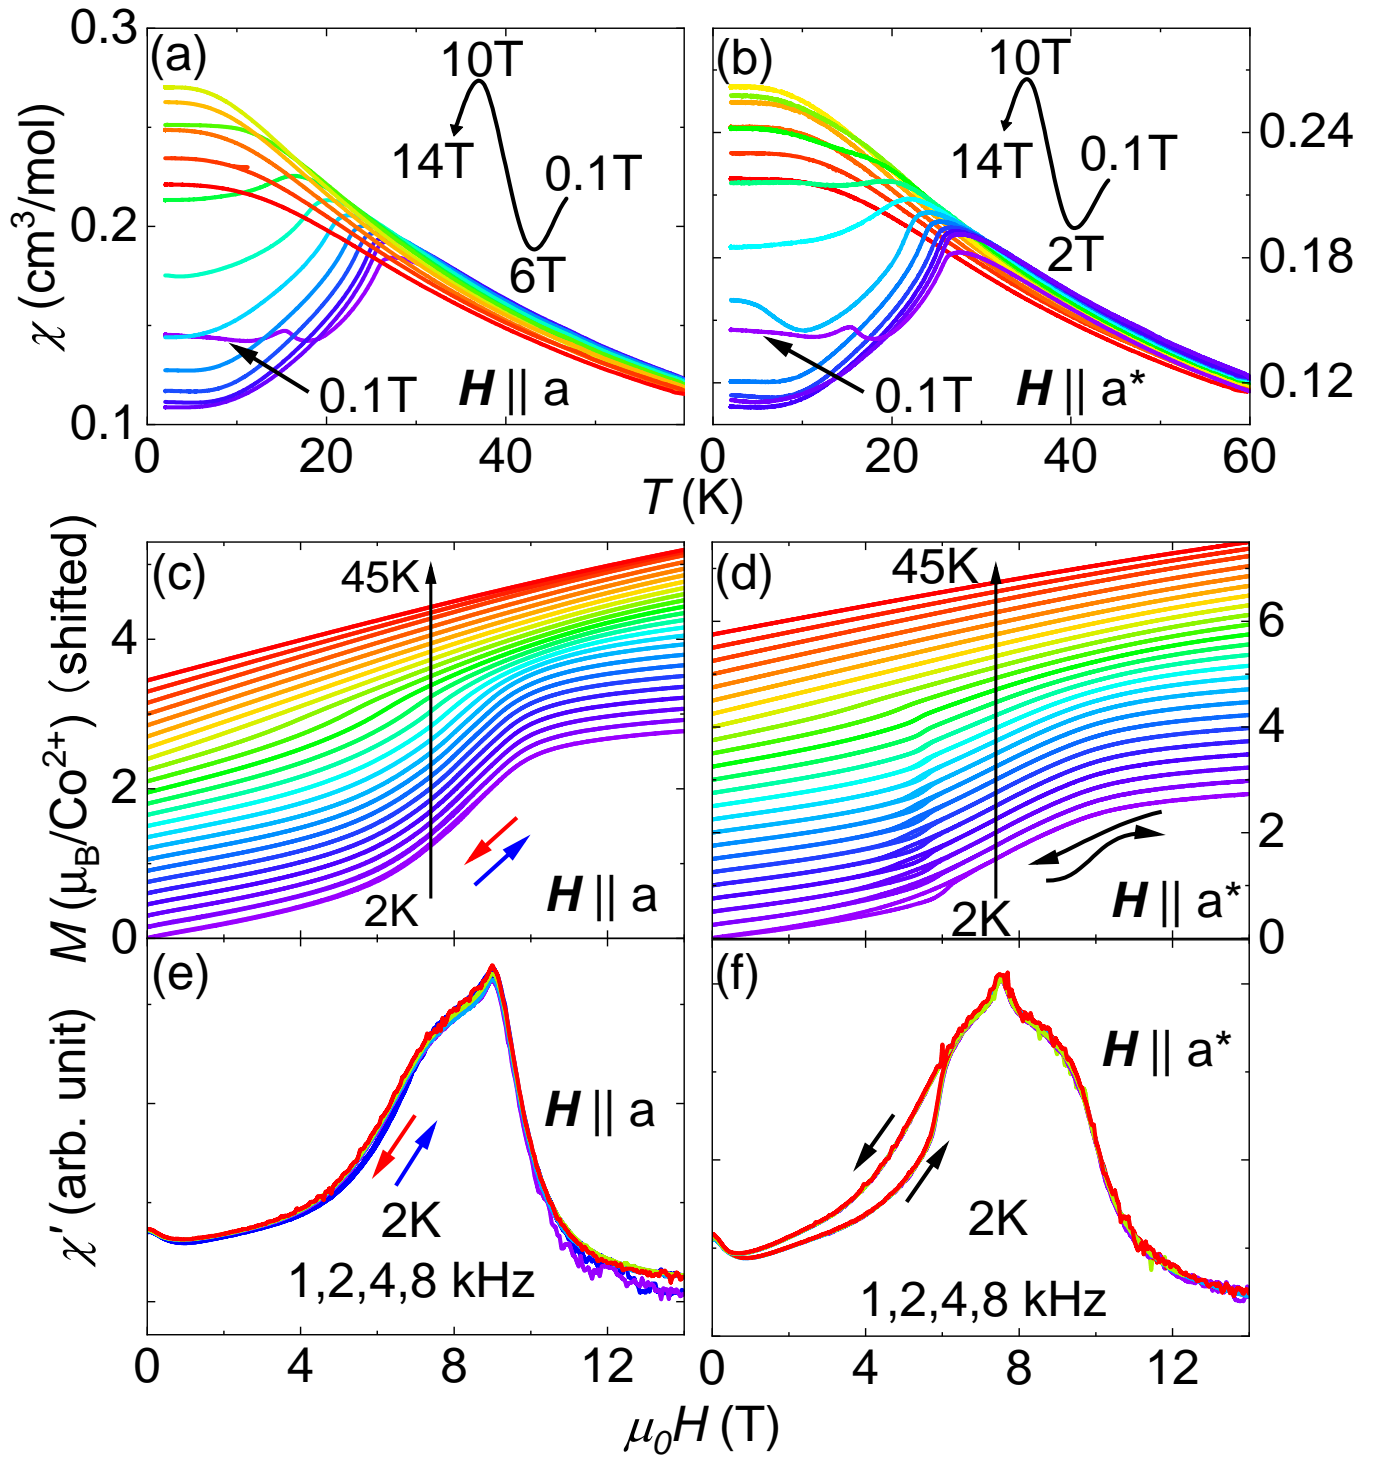 (a)
10T
14T
0.1T
6T
0.1T
H || a
0.3
0.2
0.1
χ (cm³/mol)
0 20 40
(b)
10T
14T
0.1T
2T
0.1T
H || a*
0.24
0.18
0.12
0 20 40 60
T (K)
(c)
45K
2K
H || a
4
2
0
M (μB/Co²⁺) (shifted)
(d)
45K
2K
H || a*
6
4
2
0
(e)
H || a
2K
1,2,4,8 kHz
χ′ (arb. unit)
0 4 8 12
(f)
H || a*
2K
1,2,4,8 kHz
0 4 8 12
μ₀H (T)